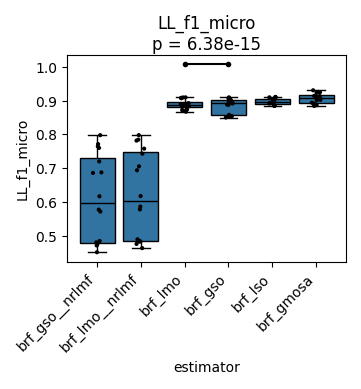 LL_f1_micro
p = 6.38e-15
LL_f1_micro
1.0
0.9
0.8
0.7
0.6
0.5
brf_gso__nrlmf
brf_lmo__nrlmf
brf_lmo
brf_gso
brf_lso
brf_gmosa
estimator